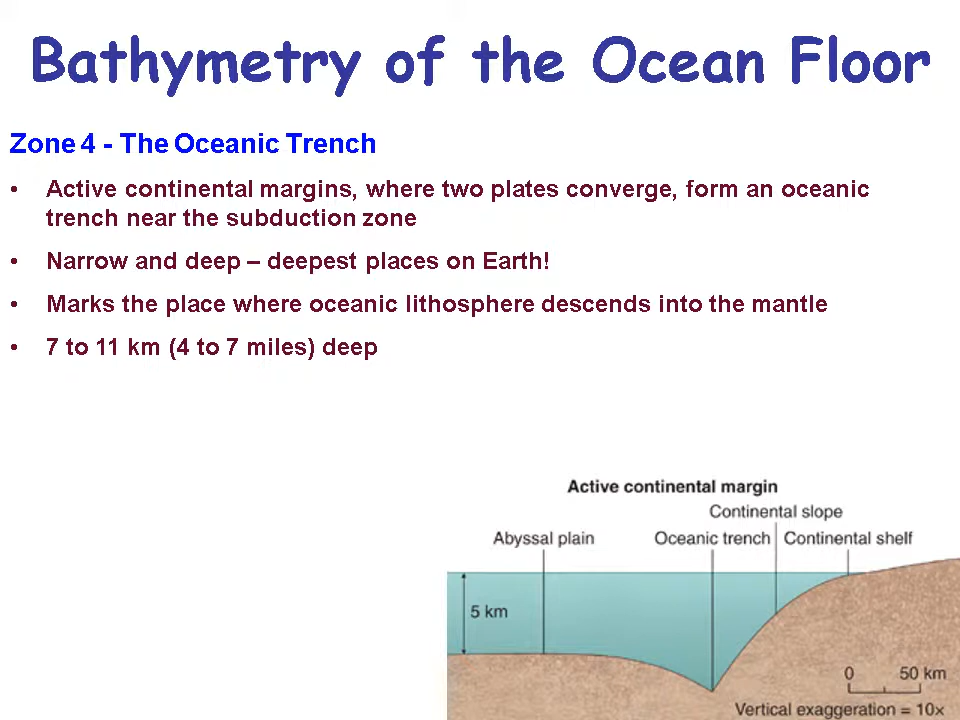 Bathymetry of the Ocean Floor
Zone 4 - The Oceanic Trench
• Active continental margins, where two plates converge, form an oceanic
trench near the subduction zone
• Narrow and deep – deepest places on Earth!
• Marks the place where oceanic lithosphere descends into the mantle
• 7 to 11 km (4 to 7 miles) deep
Active continental margin
Continental slope
Abyssal plain Oceanic trench Continental shelf
5 km
0 50 km
Vertical exaggeration = 10x